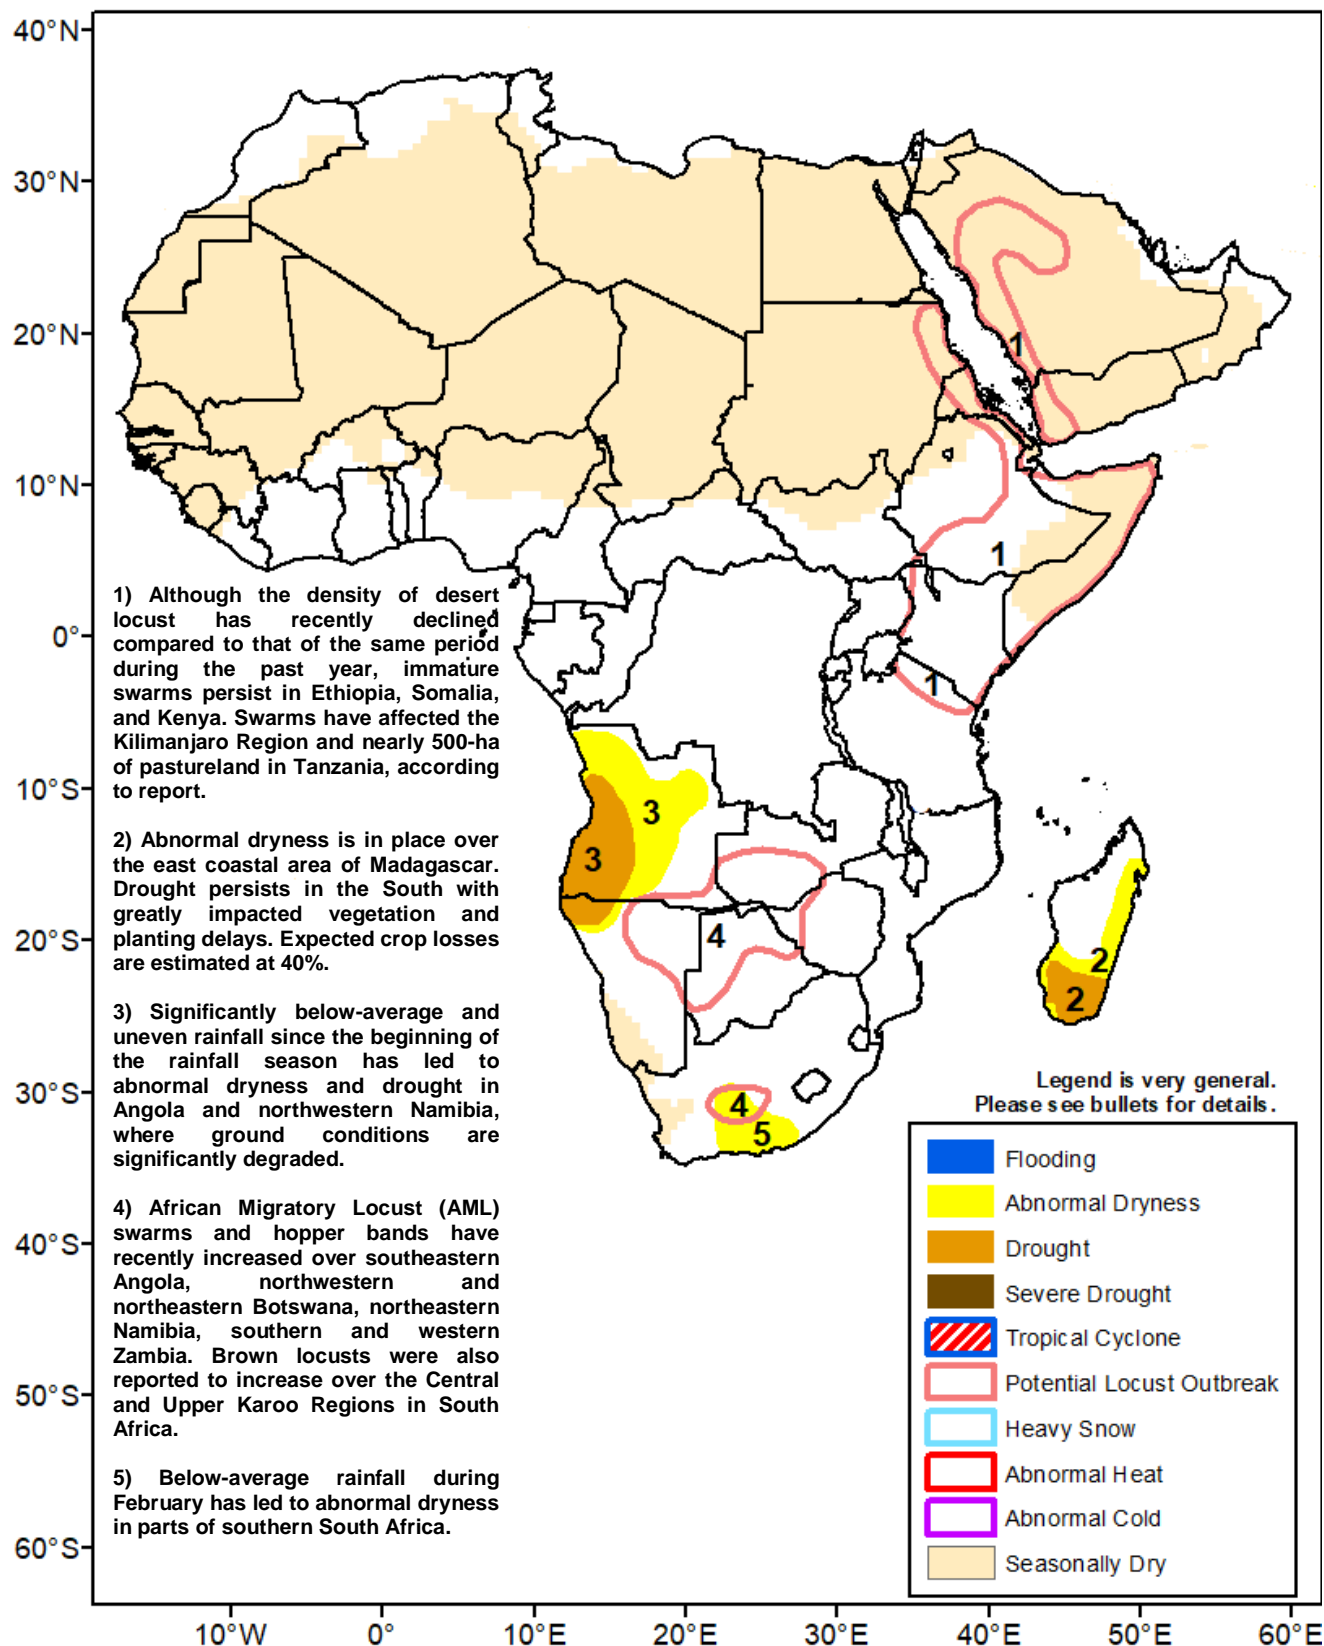 40°N
30°N
20°N
10°N
0°
10°S
20°S
30°S
40°S
50°S
60°S
1
1
1
1) Although the density of desert
locust has recently declined
compared to that of the same period
during the past year, immature
swarms persist in Ethiopia, Somalia,
and Kenya. Swarms have affected the
Kilimanjaro Region and nearly 500-ha
of pastureland in Tanzania, according
to report.
2) Abnormal dryness is in place over
the east coastal area of Madagascar.
Drought persists in the South with
greatly impacted vegetation and
planting delays. Expected crop losses
are estimated at 40%.
3) Significantly below-average and
uneven rainfall since the beginning of
the rainfall season has led to
abnormal dryness and drought in
Angola and northwestern Namibia,
where ground conditions are
significantly degraded.
4) African Migratory Locust (AML)
swarms and hopper bands have
recently increased over southeastern
Angola, northwestern and
northeastern Botswana, northeastern
Namibia, southern and western
Zambia. Brown locusts were also
reported to increase over the Central
and Upper Karoo Regions in South
Africa.
5) Below-average rainfall during
February has led to abnormal dryness
in parts of southern South Africa.
3
3
4
2
2
4
5
Legend is very general.
Please see bullets for details.
Flooding
Abnormal Dryness
Drought
Severe Drought
Tropical Cyclone
Potential Locust Outbreak
Heavy Snow
Abnormal Heat
Abnormal Cold
Seasonally Dry
10°W
0°
10°E
20°E
30°E
40°E
50°E
60°E